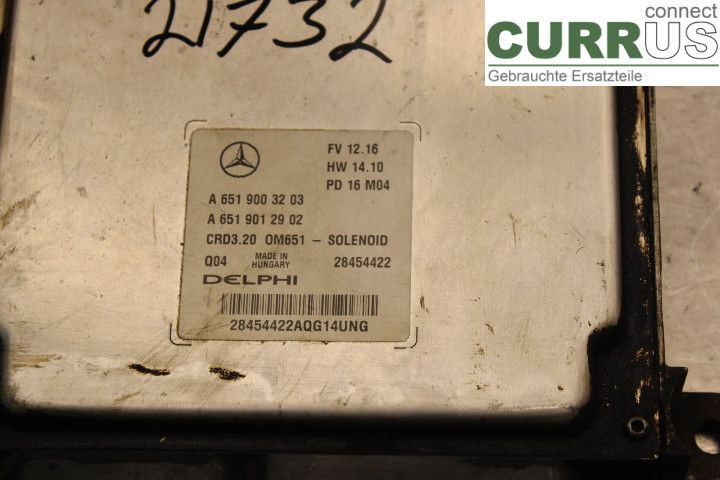 21732
connect
CURRUS
Gebrauchte Ersatzteile
FV 12.16
HW 14.10
PD 16 M04
A 651 900 32 03
A 651 901 29 02
CRD3.20 OM651 - SOLENOID
Q04 MADE IN HUNGARY 28454422
DELPHI
28454422AQG14UNG